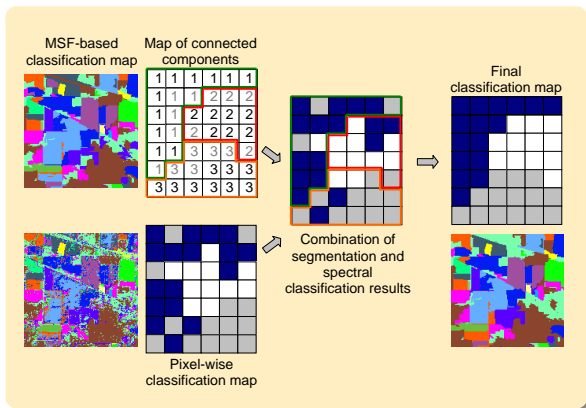 MSF-based
classification map
Map of connected
components
1 1 1 1 1 1
1 1 1 2 2 2
1 1 2 2 2 2
1 1 2 2 2 2
1 1 3 3 2
1 3 3 3 3 3
3 3 3 3 3 3
Pixel-wise
classification map
Combination of
segmentation and
spectral
classification results
Final
classification map